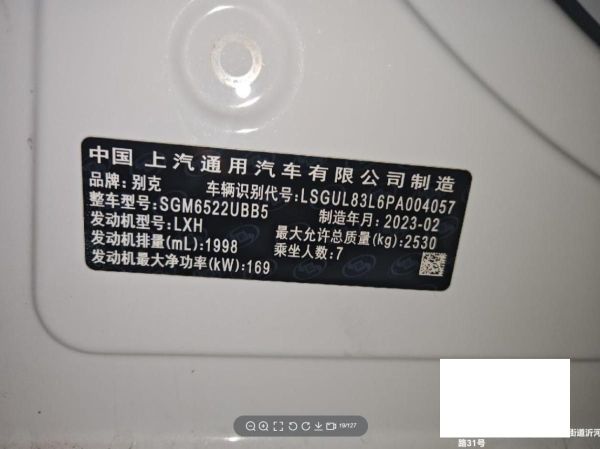 中国 上汽通用汽车有限公司制造
品牌:别克 车辆识别代号:LSGUL83L6PA004057
整车型号:SGM6522UBB5 制造年月:2023-02
发动机型号:LXH 最大允许总质量(kg):2530
发动机排量(mL):1998 乘坐人数:7
发动机最大净功率(kW):169
19/127
街道沂河
路31号